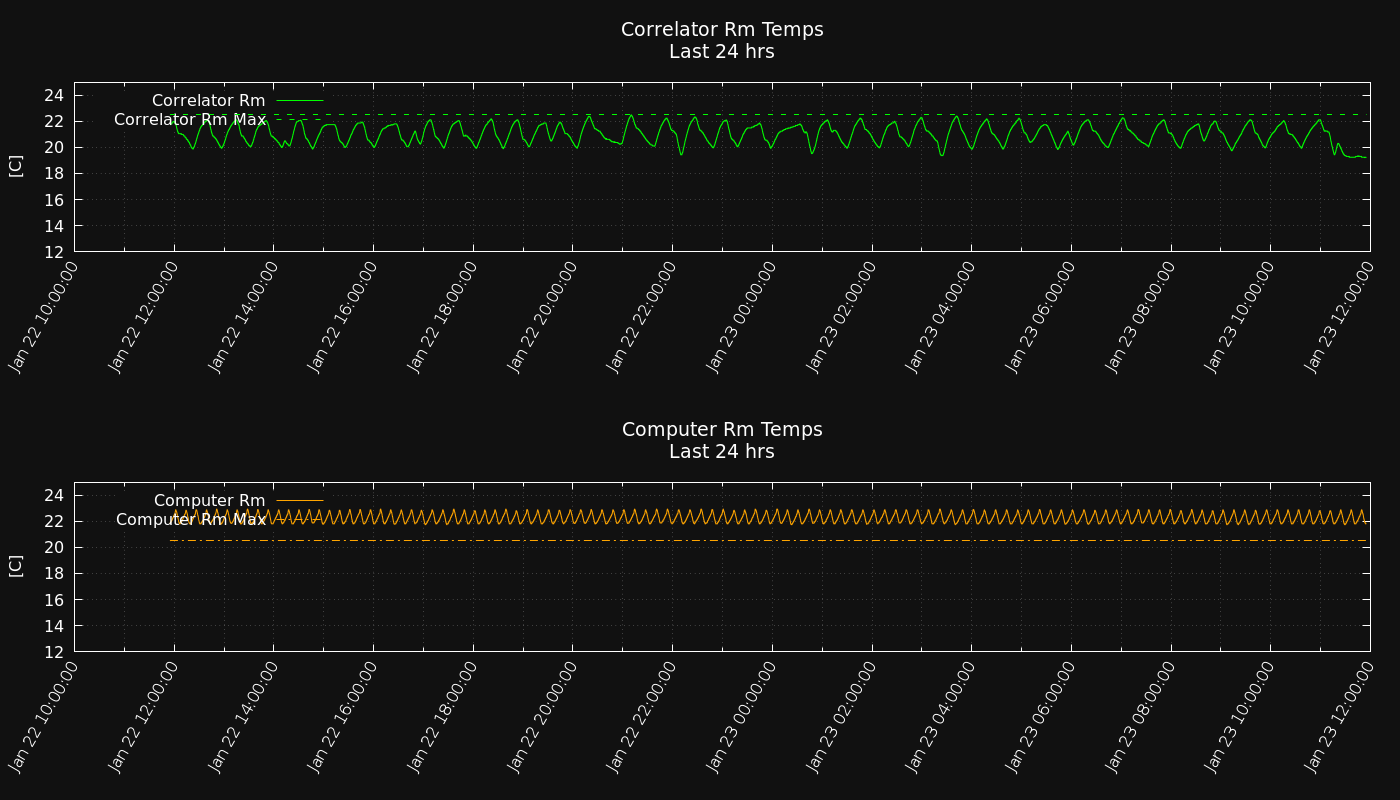 Correlator Rm Temps
Last 24 hrs
Correlator Rm
Correlator Rm Max
24
22
20
18
16
14
12
[C]
Jan 22 10:00:00
Jan 22 12:00:00
Jan 22 14:00:00
Jan 22 16:00:00
Jan 22 18:00:00
Jan 22 20:00:00
Jan 22 22:00:00
Jan 23 00:00:00
Jan 23 02:00:00
Jan 23 04:00:00
Jan 23 06:00:00
Jan 23 08:00:00
Jan 23 10:00:00
Jan 23 12:00:00
Computer Rm Temps
Last 24 hrs
Computer Rm
Computer Rm Max
24
22
20
18
16
14
12
[C]
Jan 22 10:00:00
Jan 22 12:00:00
Jan 22 14:00:00
Jan 22 16:00:00
Jan 22 18:00:00
Jan 22 20:00:00
Jan 22 22:00:00
Jan 23 00:00:00
Jan 23 02:00:00
Jan 23 04:00:00
Jan 23 06:00:00
Jan 23 08:00:00
Jan 23 10:00:00
Jan 23 12:00:00